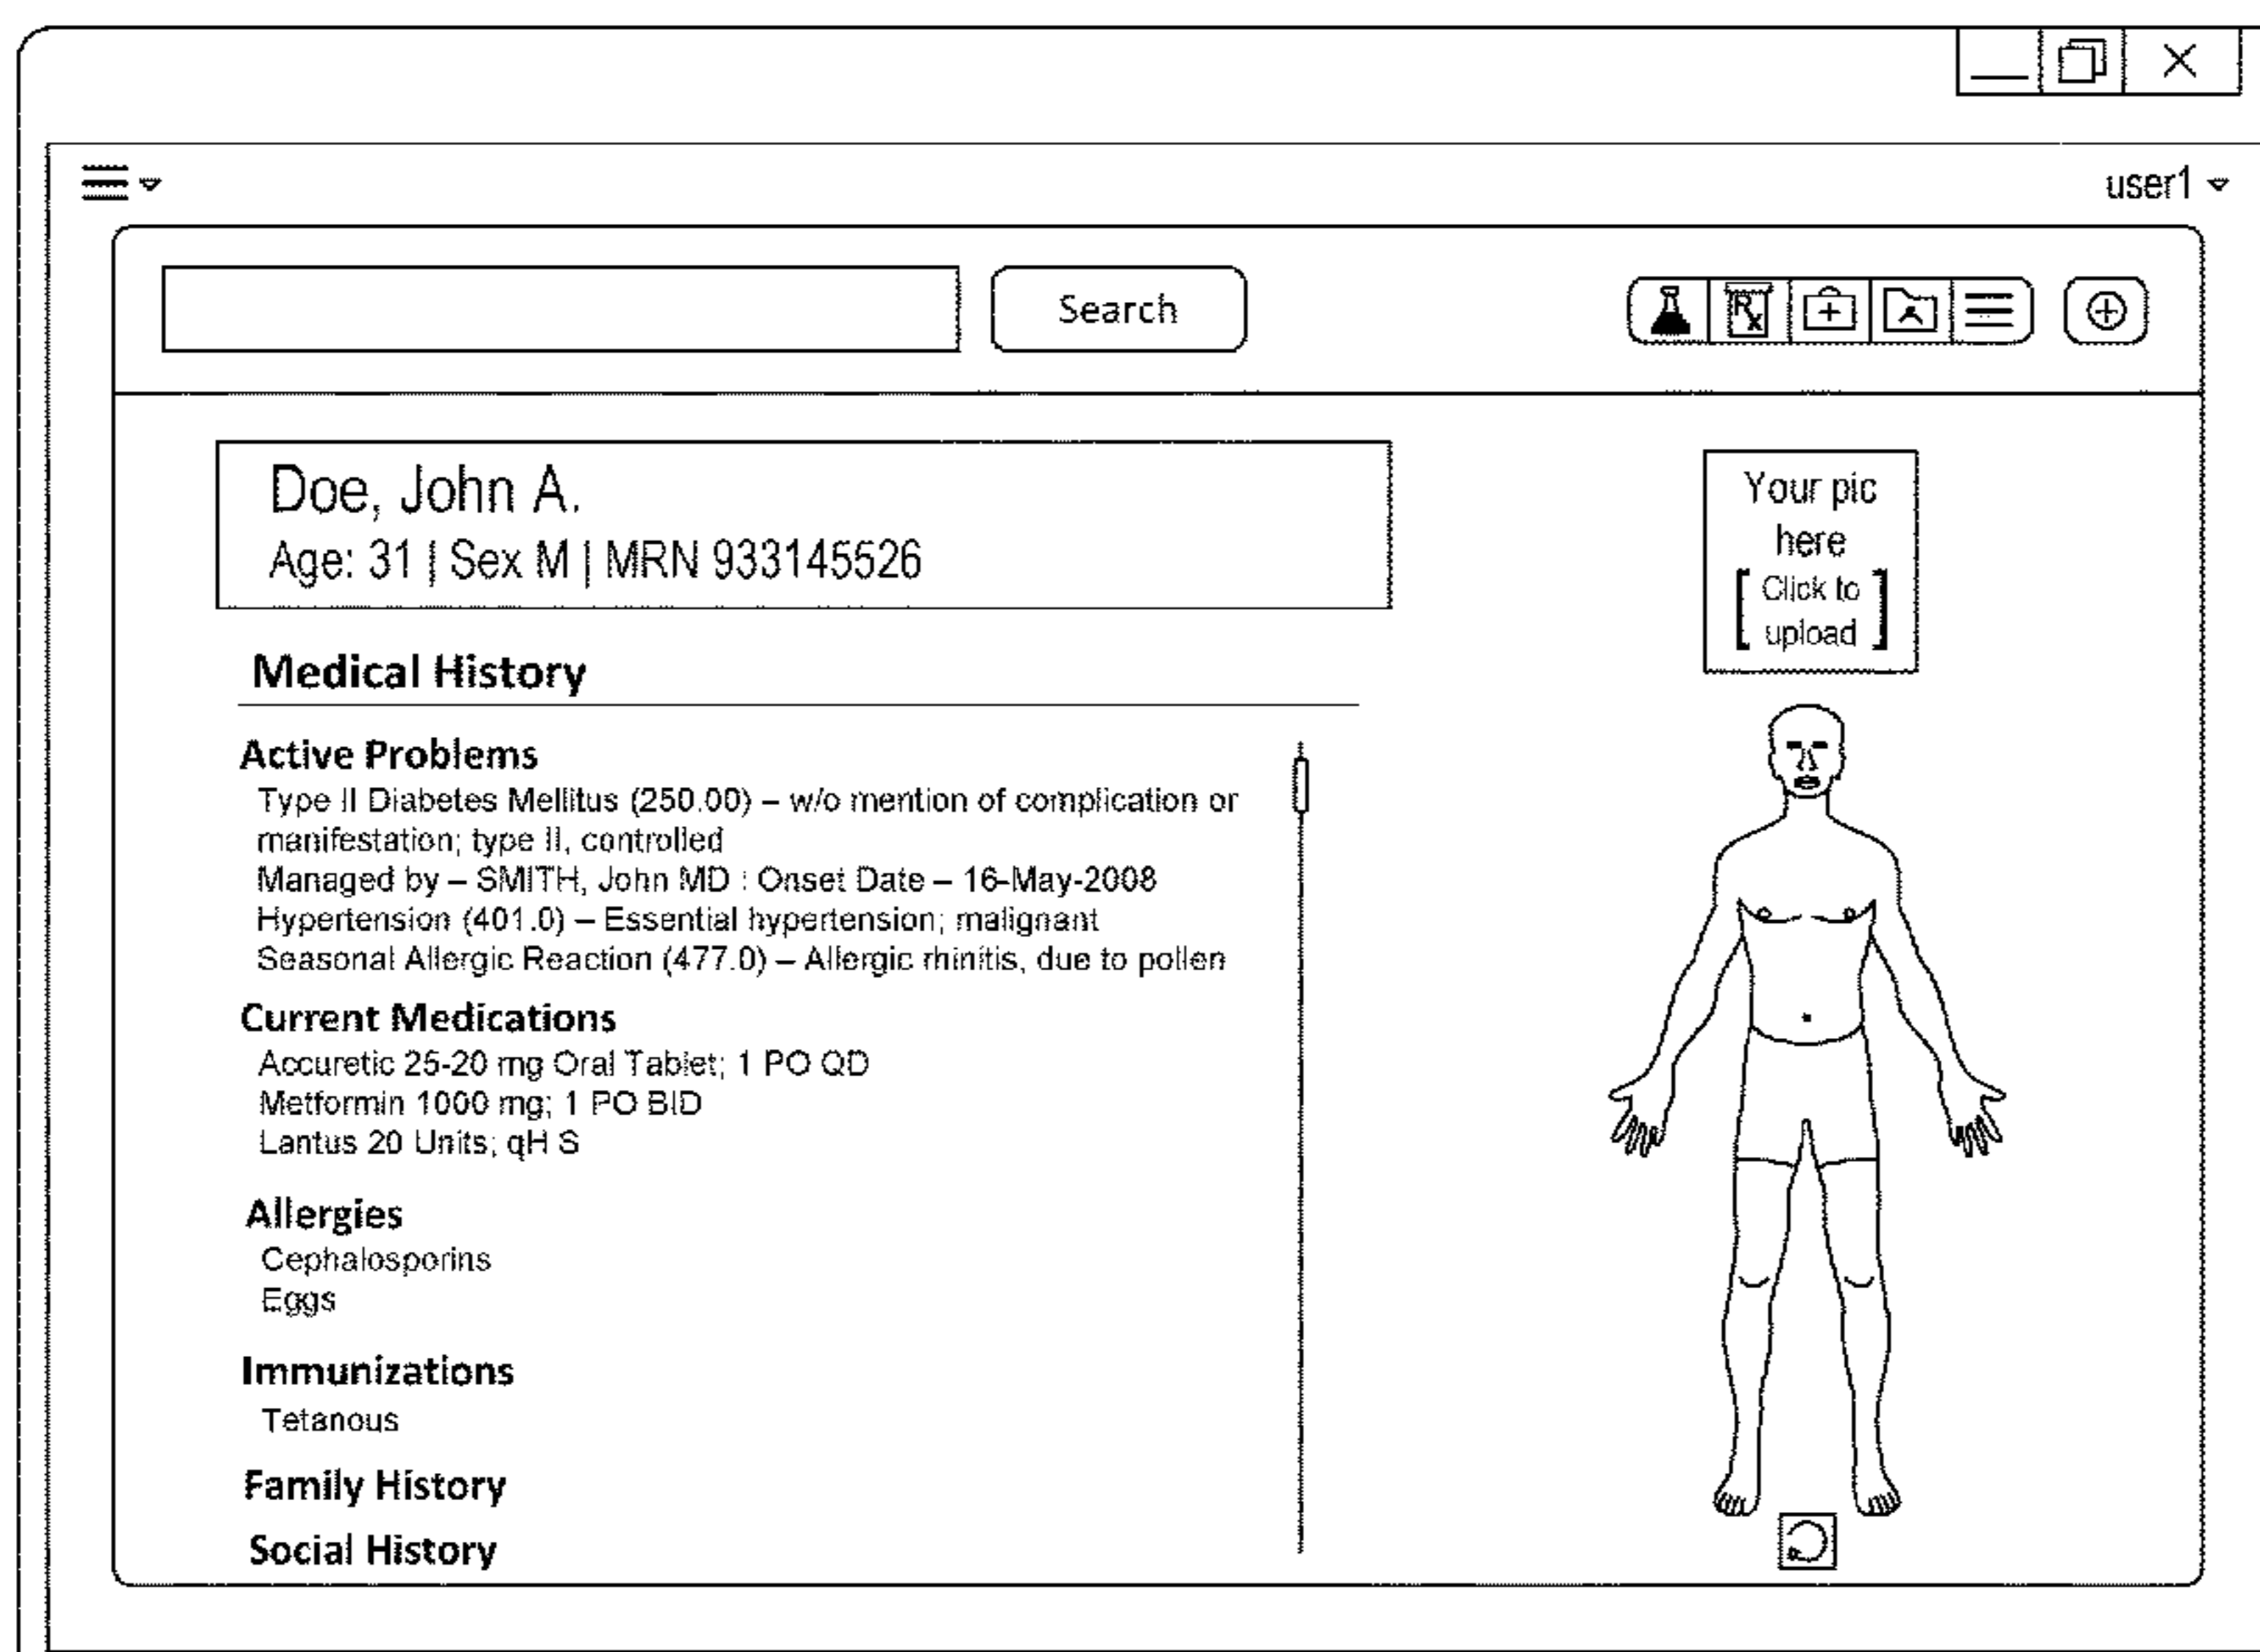 user1
Search
Rx
Doe, John A.
Age: 31 | Sex M | MRN 933145526
Your pic
here
[Click to
upload]
Medical History
Active Problems
Type II Diabetes Mellitus (250.00) – w/o mention of complication or
manifestation; type II, controlled
Managed by – SMITH, John MD : Onset Date – 16-May-2008
Hypertension (401.0) – Essential hypertension; malignant
Seasonal Allergic Reaction (477.0) – Allergic rhinitis, due to pollen
Current Medications
Accuretic 25-20 mg Oral Tablet; 1 PO QD
Metformin 1000 mg; 1 PO BID
Lantus 20 Units; qH S
Allergies
Cephalosporins
Eggs
Immunizations
Tetanous
Family History
Social History